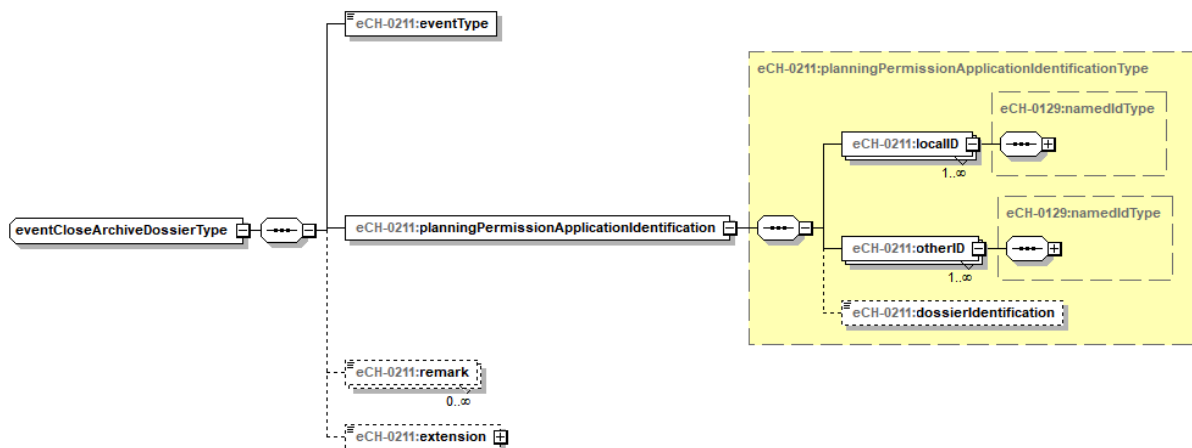 eCH-0211:eventType
eCH-0211:planningPermissionApplicationIdentificationType
eCH-0129:namedIdType
eCH-0211:localID
1..∞
eCH-0129:namedIdType
eventCloseArchiveDossierType
eCH-0211:planningPermissionApplicationIdentification
eCH-0211:otherID
1..∞
eCH-0211:dossierIdentification
eCH-0211:remark
0..∞
eCH-0211:extension